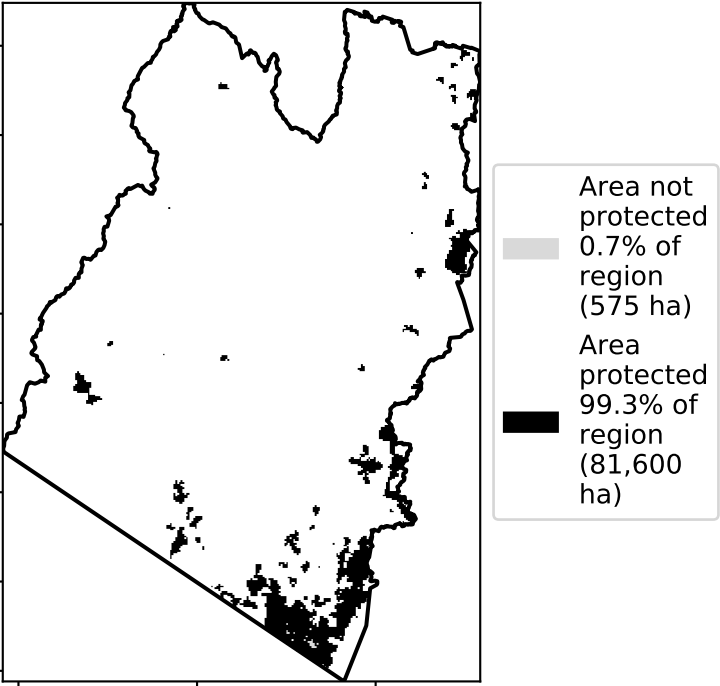 Area not
protected
0.7% of
region
(575 ha)
Area
protected
99.3% of
region
(81,600
ha)